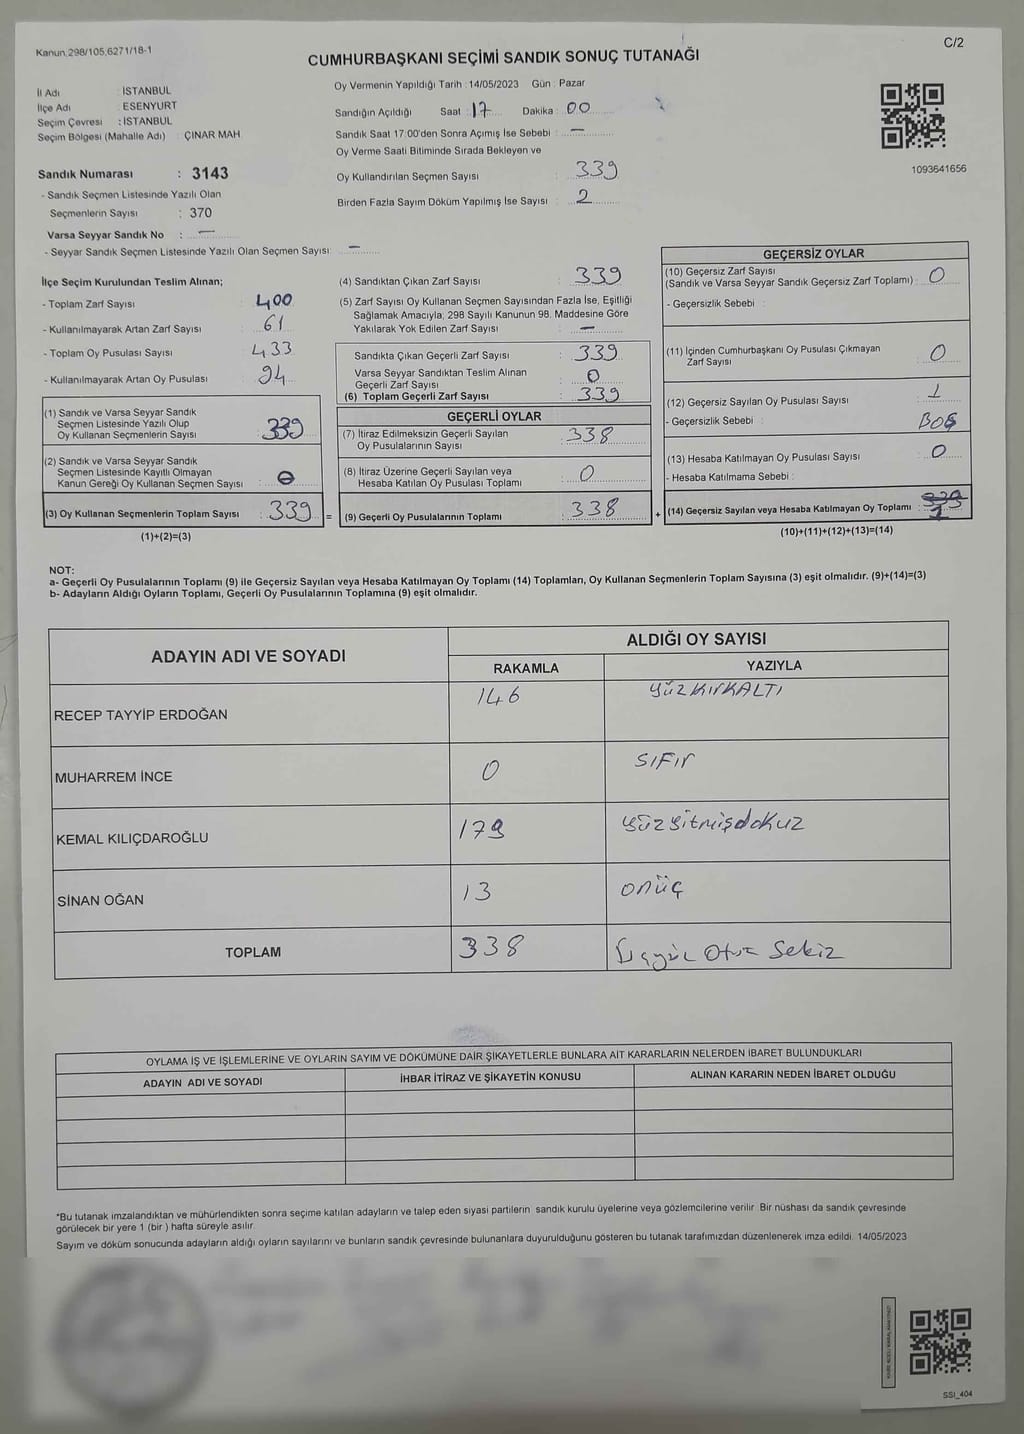 Kanun.298/105,6271/18-1
C/2
CUMHURBAŞKANI SEÇİMİ SANDIK SONUÇ TUTANAĞI
İl Adı : İSTANBUL
İlçe Adı : ESENYURT
Seçim Çevresi : İSTANBUL
Seçim Bölgesi (Mahalle Adı) : ÇINAR MAH
Sandık Numarası : 3143
- Sandık Seçmen Listesinde Yazılı Olan
Seçmenlerin Sayısı : 370
Varsa Seyyar Sandık No : —
- Seyyar Sandık Seçmen Listesinde Yazılı Olan Seçmen Sayısı: —
Oy Vermenin Yapıldığı Tarih : 14/05/2023 Gün : Pazar
Sandığın Açıldığı Saat : 17 Dakika : 00
Sandık Saat 17:00'den Sonra Açımış İse Sebebi : —
Oy Verme Saati Bitiminde Sırada Bekleyen ve
Oy Kullandırılan Seçmen Sayısı : 339
Birden Fazla Sayım Döküm Yapılmış İse Sayısı : 2
1093641656
İlçe Seçim Kurulundan Teslim Alınan;
- Toplam Zarf Sayısı : 400
- Kullanılmayarak Artan Zarf Sayısı : 61
- Toplam Oy Pusulası Sayısı : 433
- Kullanılmayarak Artan Oy Pusulası : 94
(1) Sandık ve Varsa Seyyar Sandık
Seçmen Listesinde Yazılı Olup
Oy Kullanan Seçmenlerin Sayısı : 339
(2) Sandık ve Varsa Seyyar Sandık
Seçmen Listesinde Kayıtlı Olmayan
Kanun Gereği Oy Kullanan Seçmen Sayısı : 0
(3) Oy Kullanan Seçmenlerin Toplam Sayısı : 339 =
(1)+(2)=(3)
(4) Sandıktan Çıkan Zarf Sayısı : 339
(5) Zarf Sayısı Oy Kullanan Seçmen Sayısından Fazla İse, Eşitliği
Sağlamak Amacıyla; 298 Sayılı Kanunun 98. Maddesine Göre
Yakılarak Yok Edilen Zarf Sayısı : —
Sandıkta Çıkan Geçerli Zarf Sayısı : 339
Varsa Seyyar Sandıktan Teslim Alınan
Geçerli Zarf Sayısı : 0
(6) Toplam Geçerli Zarf Sayısı : 339
GEÇERLİ OYLAR
(7) İtiraz Edilmeksizin Geçerli Sayılan
Oy Pusulalarının Sayısı : 338
(8) İtiraz Üzerine Geçerli Sayılan veya
Hesaba Katılan Oy Pusulası Toplamı : 0
(9) Geçerli Oy Pusulalarının Toplamı : 338 +
GEÇERSİZ OYLAR
(10) Geçersiz Zarf Sayısı
(Sandık ve Varsa Seyyar Sandık Geçersiz Zarf Toplamı) : 0
- Geçersizlik Sebebi :
(11) İçinden Cumhurbaşkanı Oy Pusulası Çıkmayan
Zarf Sayısı : 0
(12) Geçersiz Sayılan Oy Pusulası Sayısı : 1
- Geçersizlik Sebebi : BOŞ
(13) Hesaba Katılmayan Oy Pusulası Sayısı : 0
- Hesaba Katılmama Sebebi :
(14) Geçersiz Sayılan veya Hesaba Katılmayan Oy Toplamı : 1
(10)+(11)+(12)+(13)=(14)
NOT:
a- Geçerli Oy Pusulalarının Toplamı (9) ile Geçersiz Sayılan veya Hesaba Katılmayan Oy Toplamı (14) Toplamları, Oy Kullanan Seçmenlerin Toplam Sayısına (3) eşit olmalıdır. (9)+(14)=(3)
b- Adayların Aldığı Oyların Toplamı, Geçerli Oy Pusulalarının Toplamına (9) eşit olmalıdır.
ADAYIN ADI VE SOYADI
ALDIĞI OY SAYISI
RAKAMLA YAZIYLA
RECEP TAYYİP ERDOĞAN 146 yüzkırkALTI
MUHARREM İNCE 0 SIFIr
KEMAL KILIÇDAROĞLU 179 yüzyitmişdokuz
SİNAN OĞAN 13 onüç
TOPLAM 338 Üçyüz Otuz Sekiz
OYLAMA İŞ VE İŞLEMLERİNE VE OYLARIN SAYIM VE DÖKÜMÜNE DAİR ŞİKAYETLERLE BUNLARA AİT KARARLARIN NELERDEN İBARET BULUNDUKLARI
ADAYIN ADI VE SOYADI İHBAR İTİRAZ VE ŞİKAYETİN KONUSU ALINAN KARARIN NEDEN İBARET OLDUĞU
*Bu tutanak imzalandıktan ve mühürlendikten sonra seçime katılan adayların ve talep eden siyasi partilerin sandık kurulu üyelerine veya gözlemcilerine verilir. Bir nüshası da sandık çevresinde
görülecek bir yere 1 (bir ) hafta süreyle asılır.
Sayım ve döküm sonucunda adayların aldığı oyların sayılarını ve bunların sandık çevresinde bulunanlara duyurulduğunu gösteren bu tutanak tarafımızdan düzenlenerek imza edildi. 14/05/2023
SSI_404